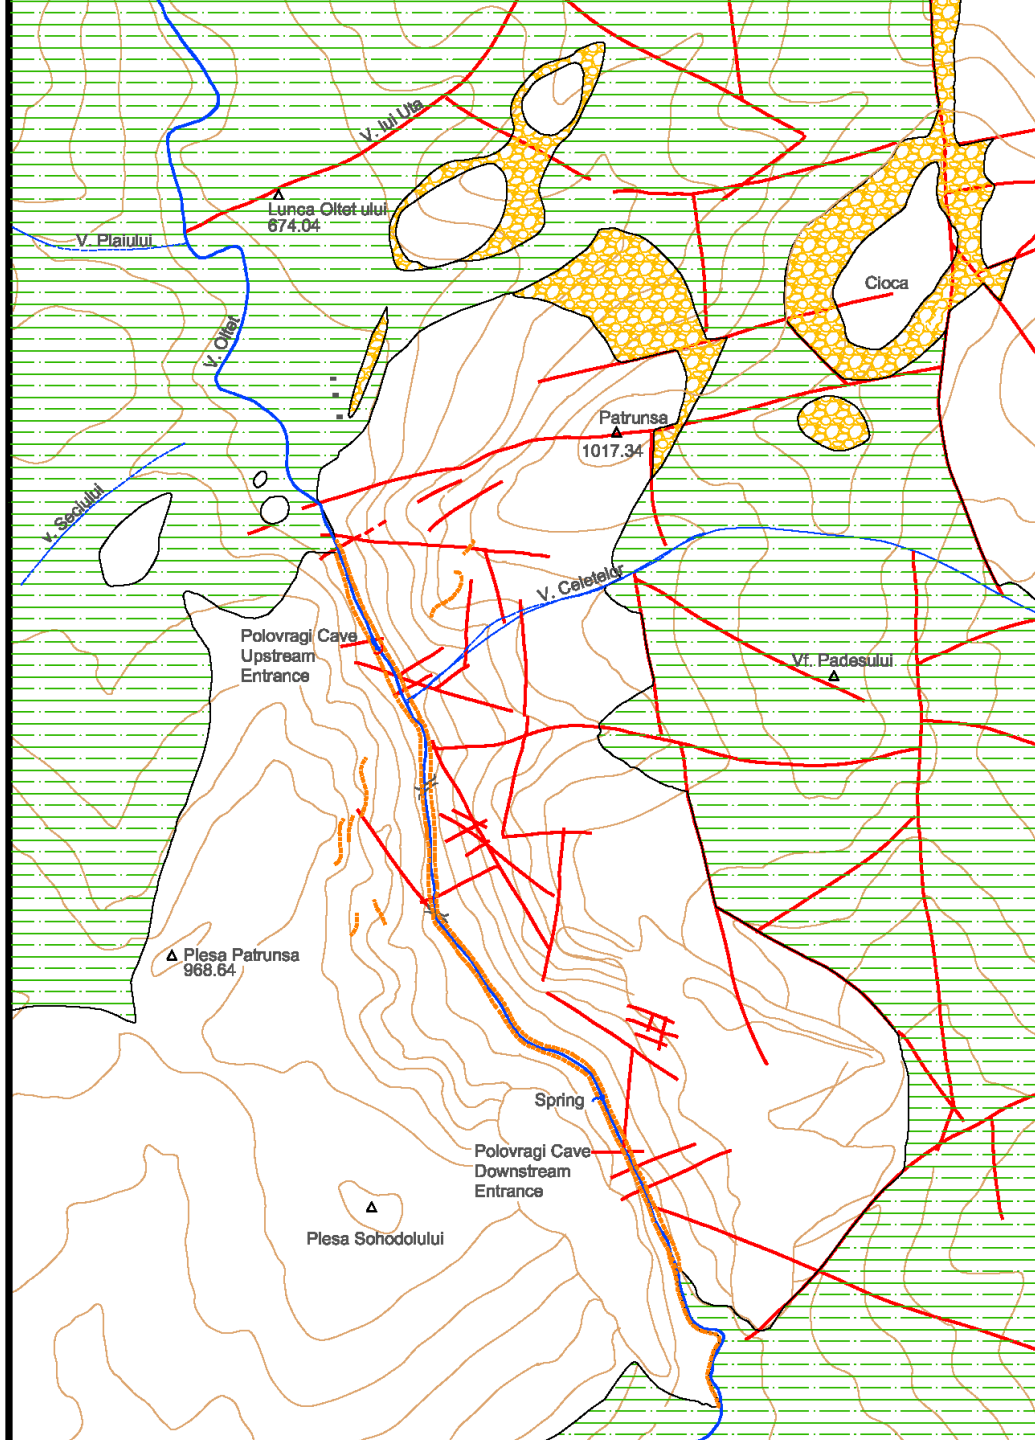 V. lui Uta
Lunca Oltet ului
674.04
V. Plaiului
Cioca
V. Oltet
Patrunsa
1017.34
v. Seciului
V. Celetelor
Polovragi Cave
Upstream
Entrance
Vf. Padesului
Plesa Patrunsa
968.64
Spring
Polovragi Cave
Downstream
Entrance
Plesa Sohodolului